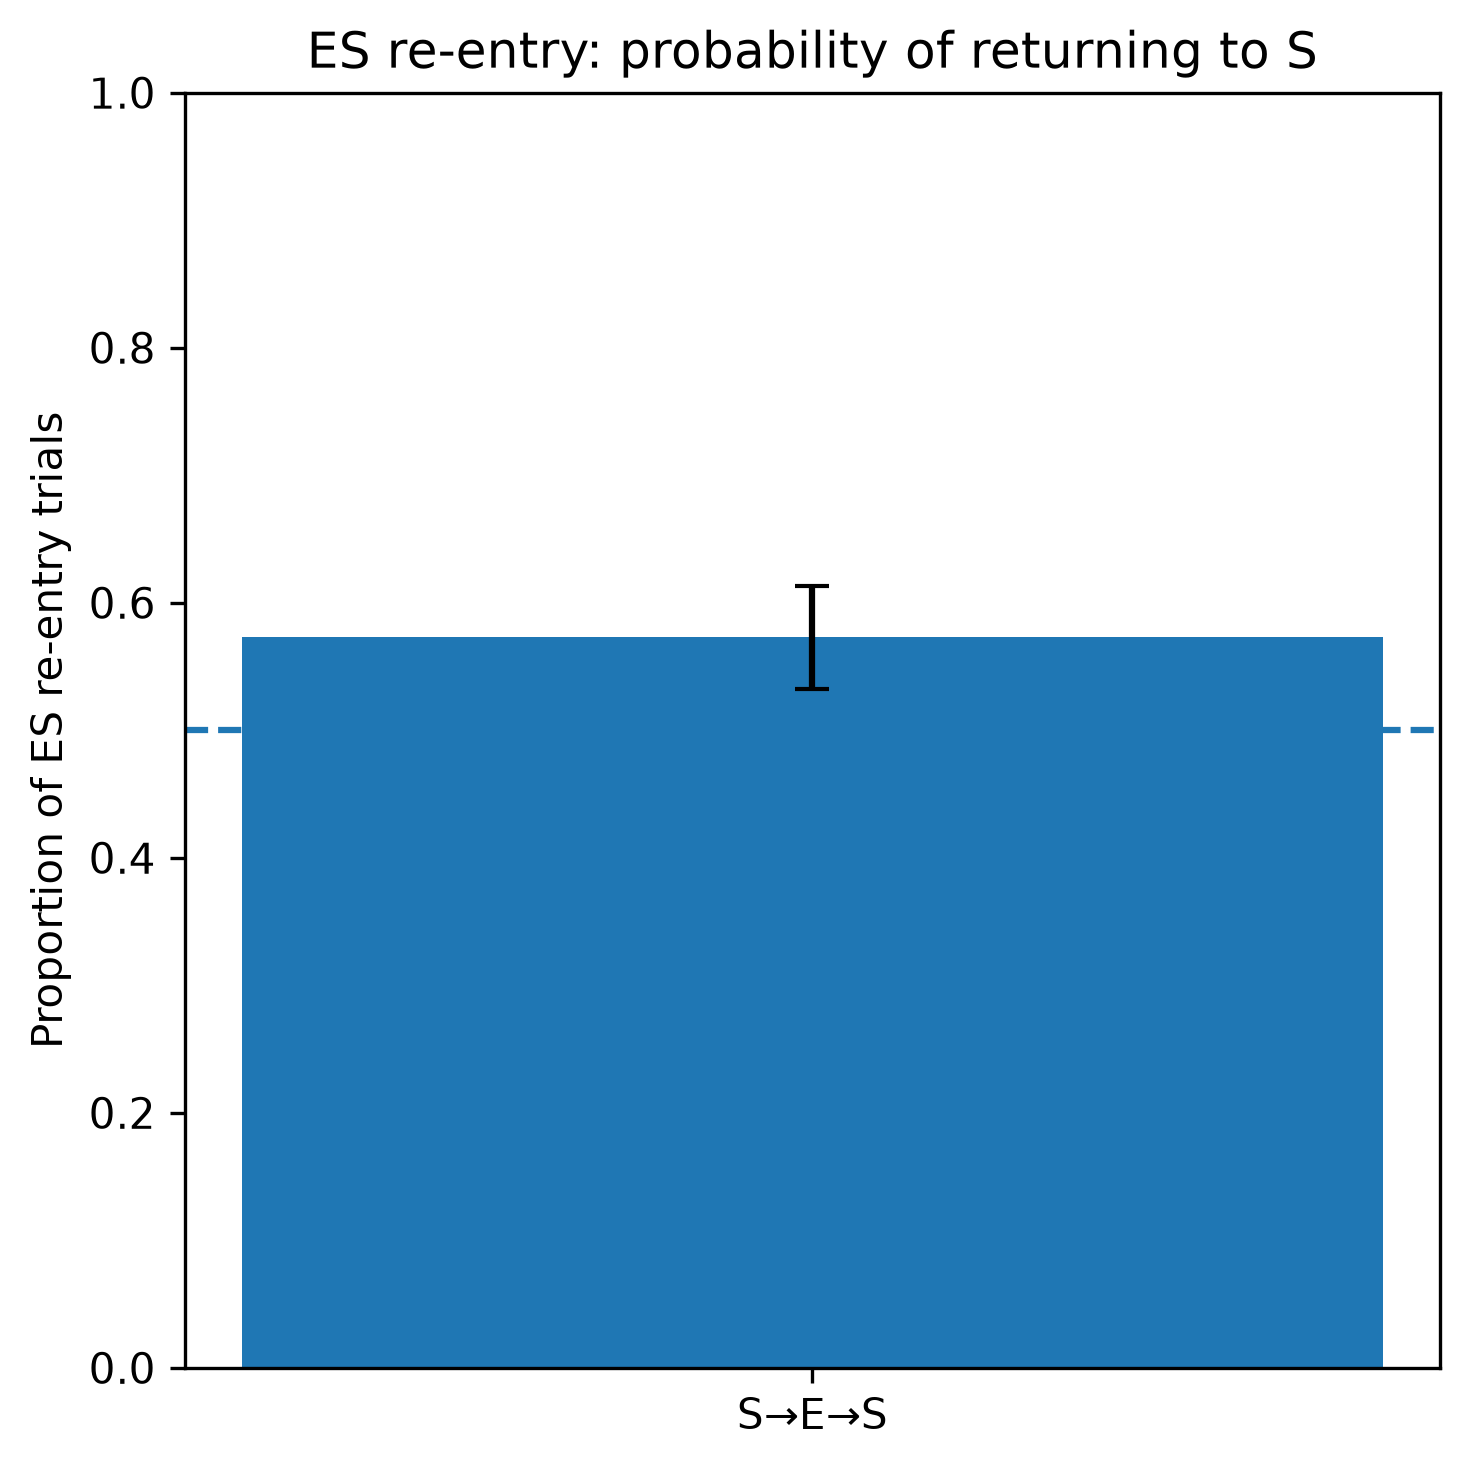 ES re-entry: probability of returning to S
Proportion of ES re-entry trials
1.0
0.8
0.6
0.4
0.2
0.0
S→E→S